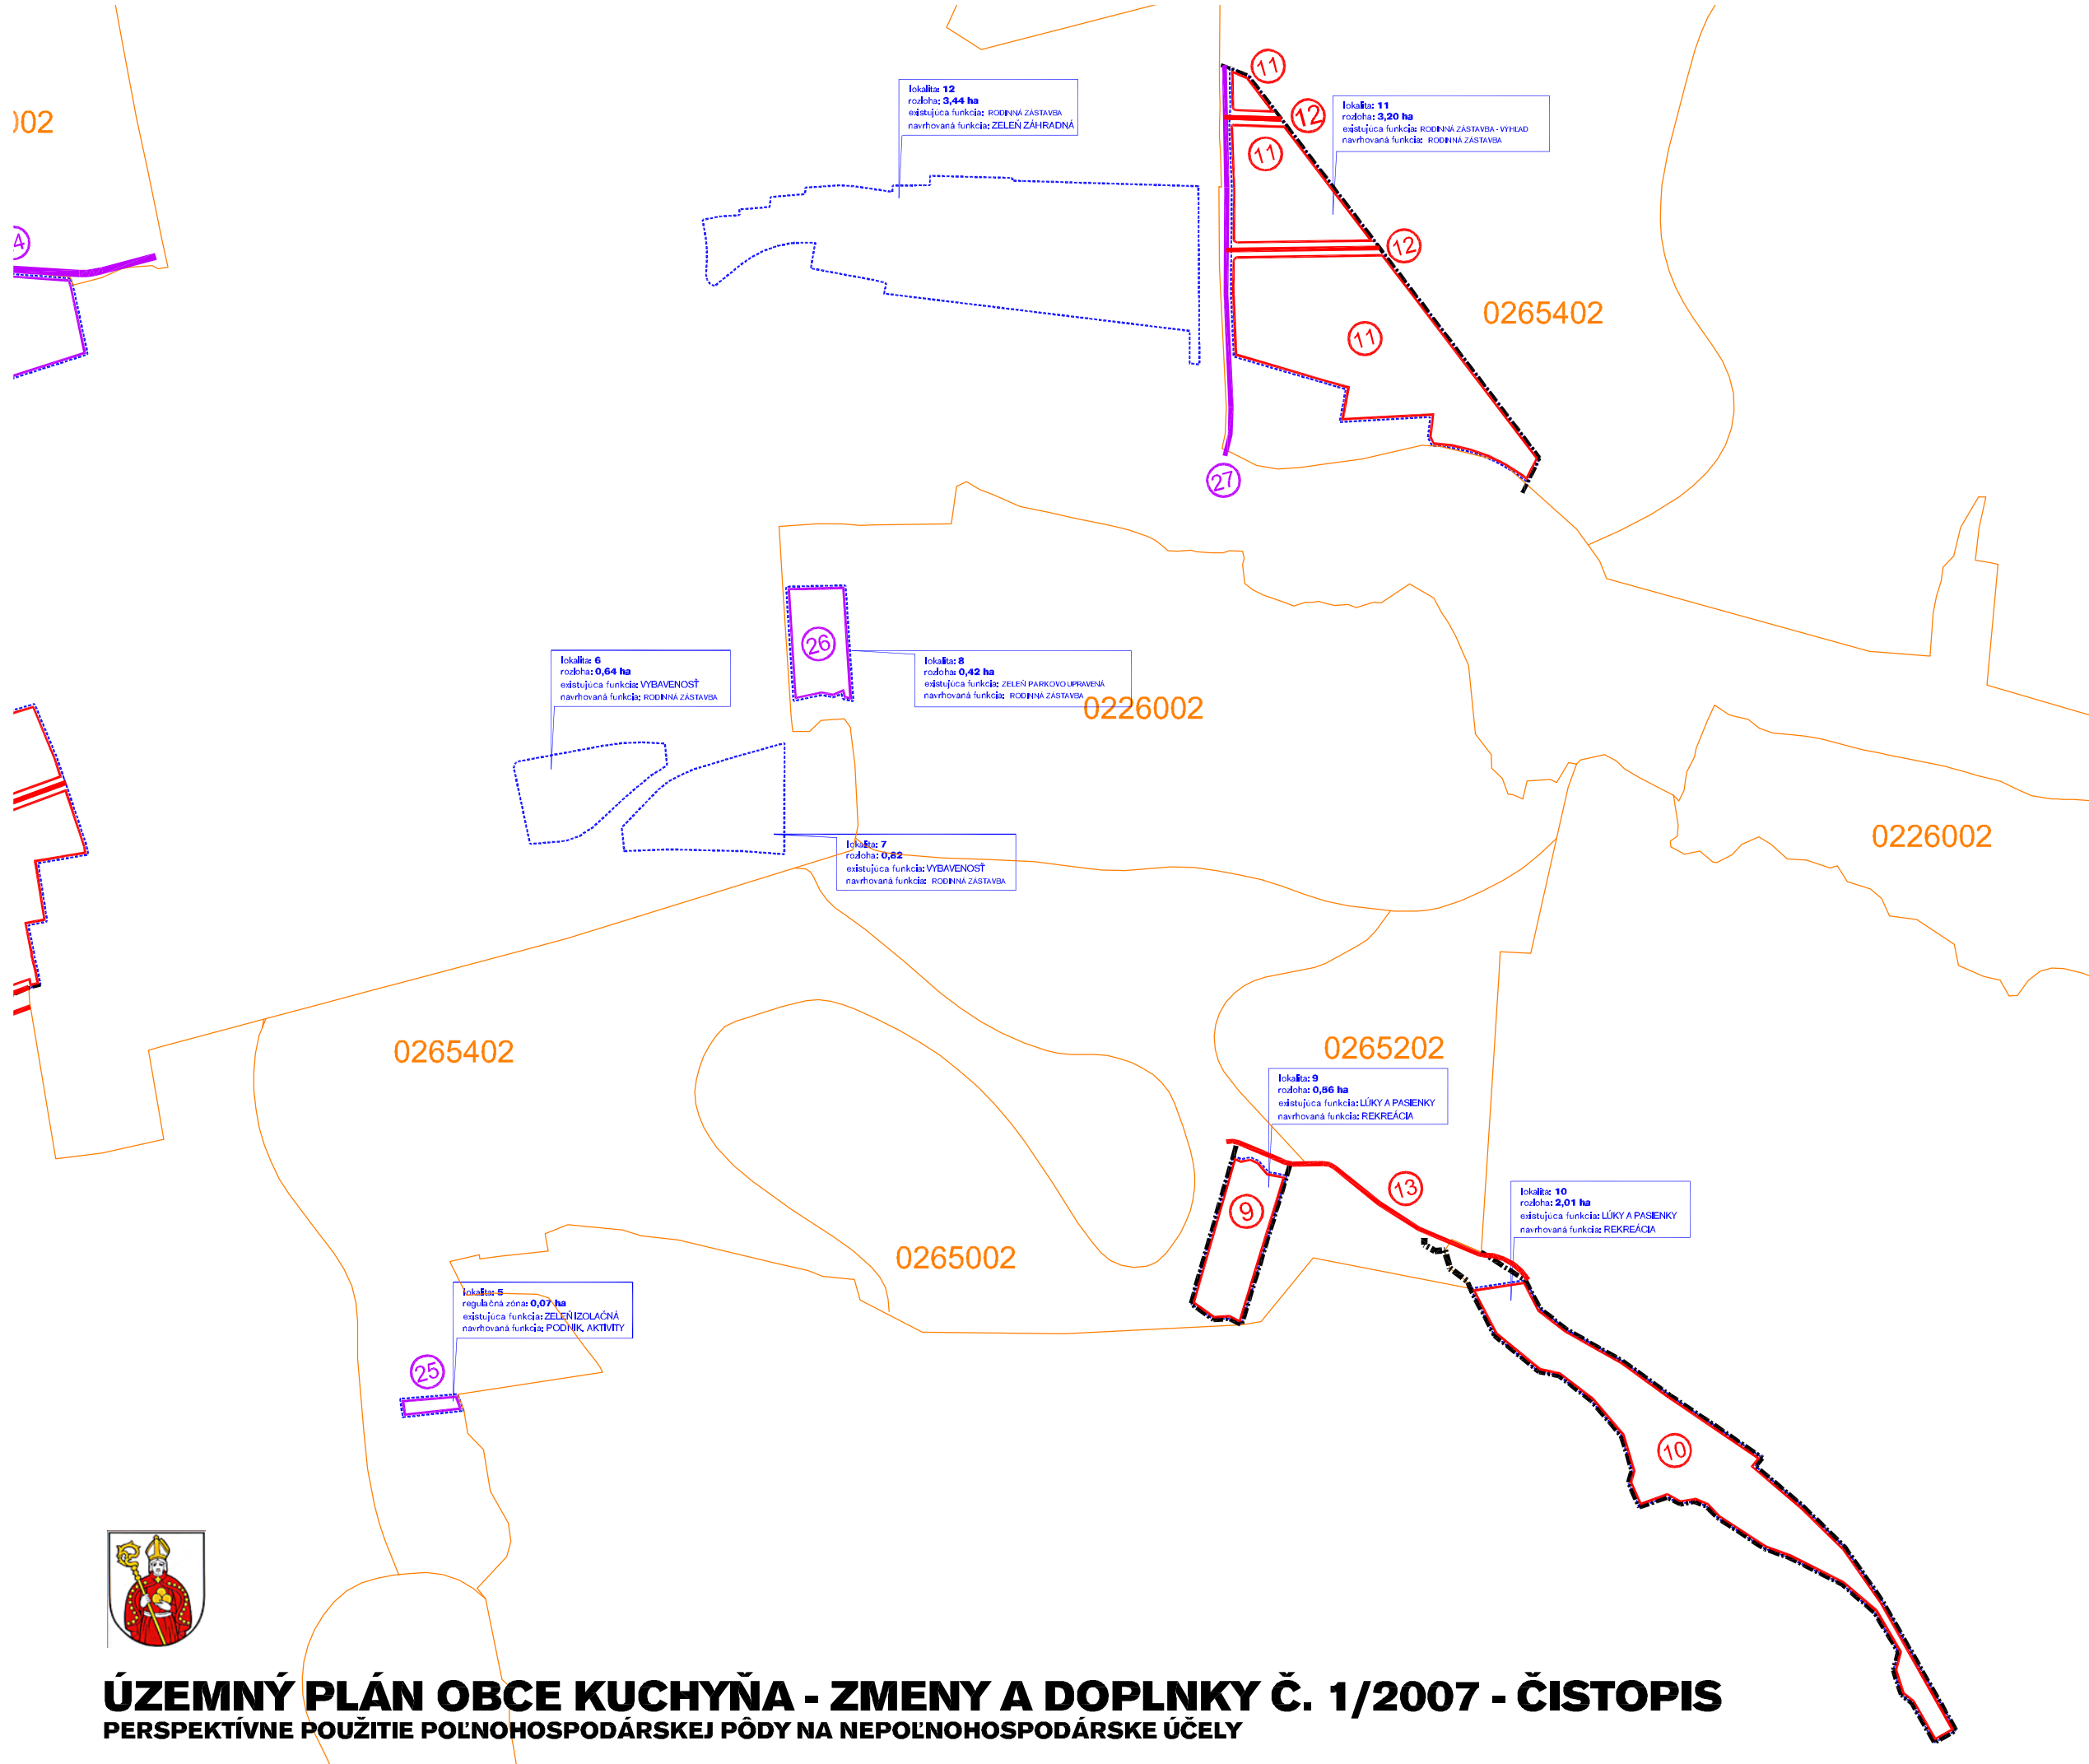 )02
lokalita: 12
rozloha: 3,44 ha
existujúca funkcia: RODINNÁ ZÁSTAVBA
navrhovaná funkcia: ZELEŇ ZÁHRADNÁ
11
12
11
lokalita: 11
rozloha: 3,20 ha
existujúca funkcia: RODINNÁ ZÁSTAVBA - VÝHĽAD
navrhovaná funkcia: RODINNÁ ZÁSTAVBA
4
12
0265402
11
27
26
lokalita: 6
rozloha: 0,64 ha
existujúca funkcia: VYBAVENOSŤ
navrhovaná funkcia: RODINNÁ ZÁSTAVBA
lokalita: 8
rozloha: 0,42 ha
existujúca funkcia: ZELEŇ PARKOVO UPRAVENÁ
navrhovaná funkcia: RODINNÁ ZÁSTAVBA
0226002
lokalita: 7
rozloha: 0,82
existujúca funkcia: VYBAVENOSŤ
navrhovaná funkcia: RODINNÁ ZÁSTAVBA
0226002
0265402
0265202
lokalita: 9
rozloha: 0,56 ha
existujúca funkcia: LÚKY A PASIENKY
navrhovaná funkcia: REKREÁCIA
13
9
lokalita: 10
rozloha: 2,01 ha
existujúca funkcia: LÚKY A PASIENKY
navrhovaná funkcia: REKREÁCIA
0265002
lokalita: 5
regulačná zóna: 0,07 ha
existujúca funkcia: ZELEŇ IZOLAČNÁ
navrhovaná funkcia: PODNIK. AKTIVITY
25
10
ÚZEMNÝ PLÁN OBCE KUCHYŇA - ZMENY A DOPLNKY Č. 1/2007 - ČISTOPIS
PERSPEKTÍVNE POUŽITIE POĽNOHOSPODÁRSKEJ PÔDY NA NEPOĽNOHOSPODÁRSKE ÚČELY